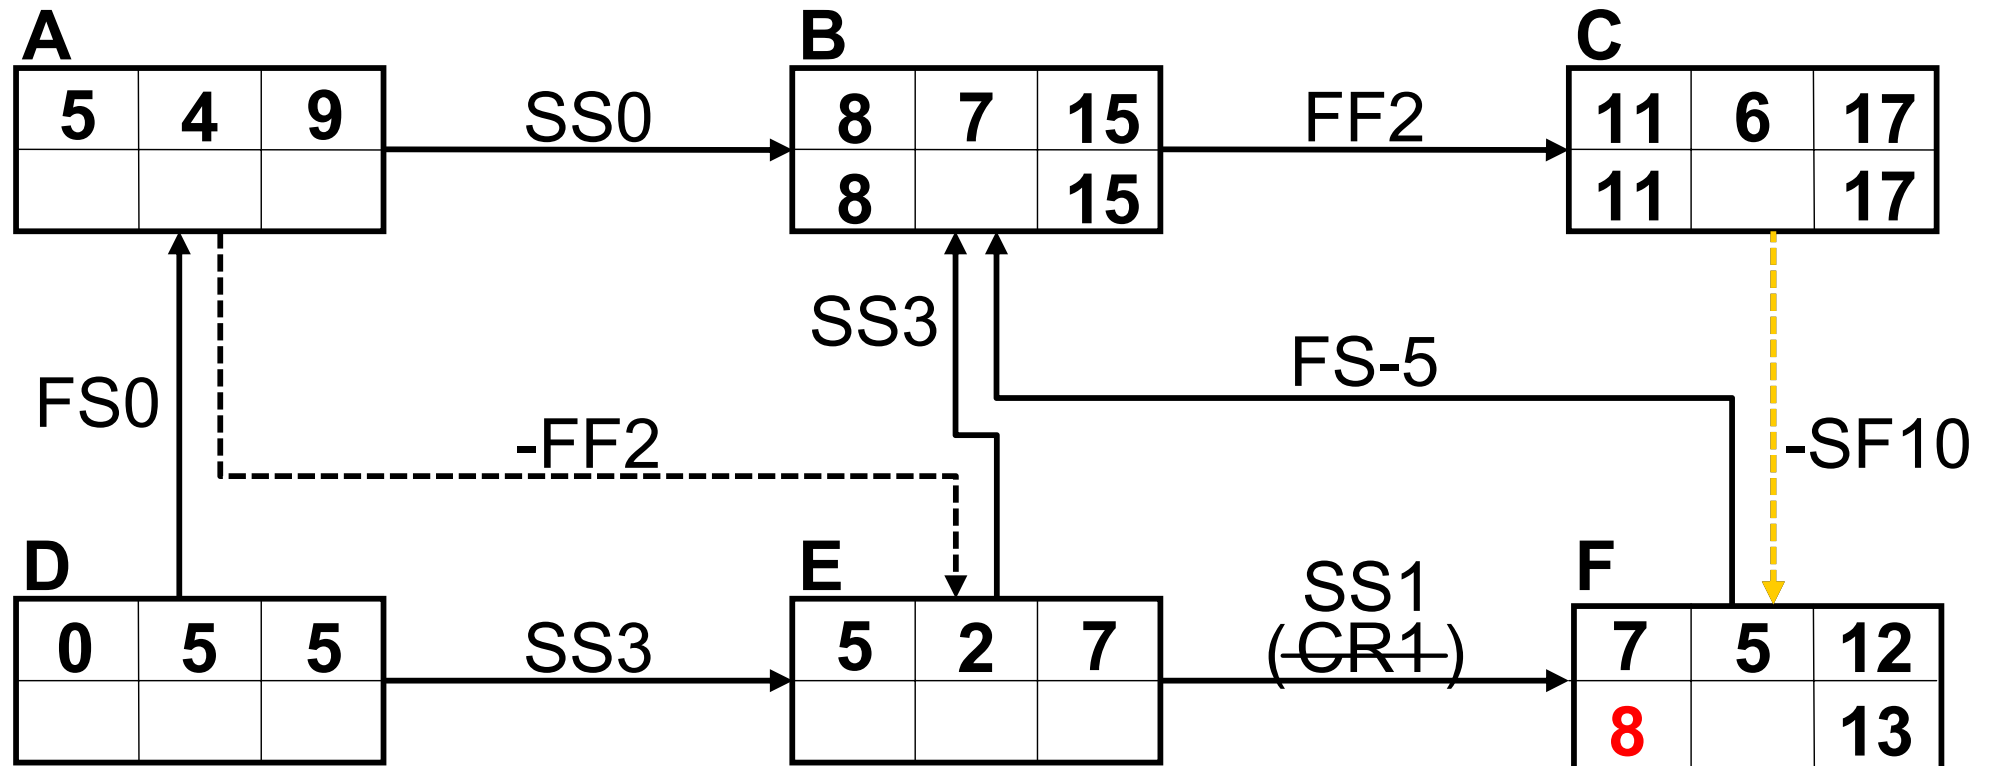 A B C
5 4 9 SS0 8 7 15 FF2 11 6 17
8 15 11 17
SS3
FS-5
FS0 -FF2 -SF10
D E SS1 F
0 5 5 SS3 5 2 7 (CR1) 7 5 12
8 13